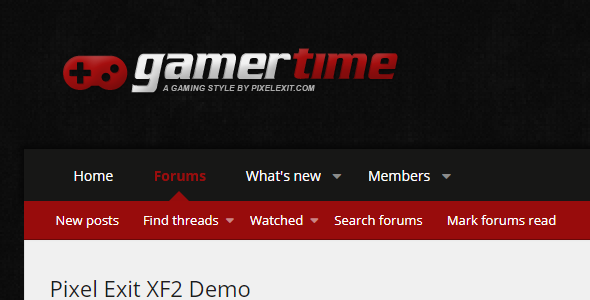 gamertime
A GAMING STYLE BY PIXELEXIT.COM
Home Forums What's new Members
New posts Find threads Watched Search forums Mark forums read
Pixel Exit XF2 Demo